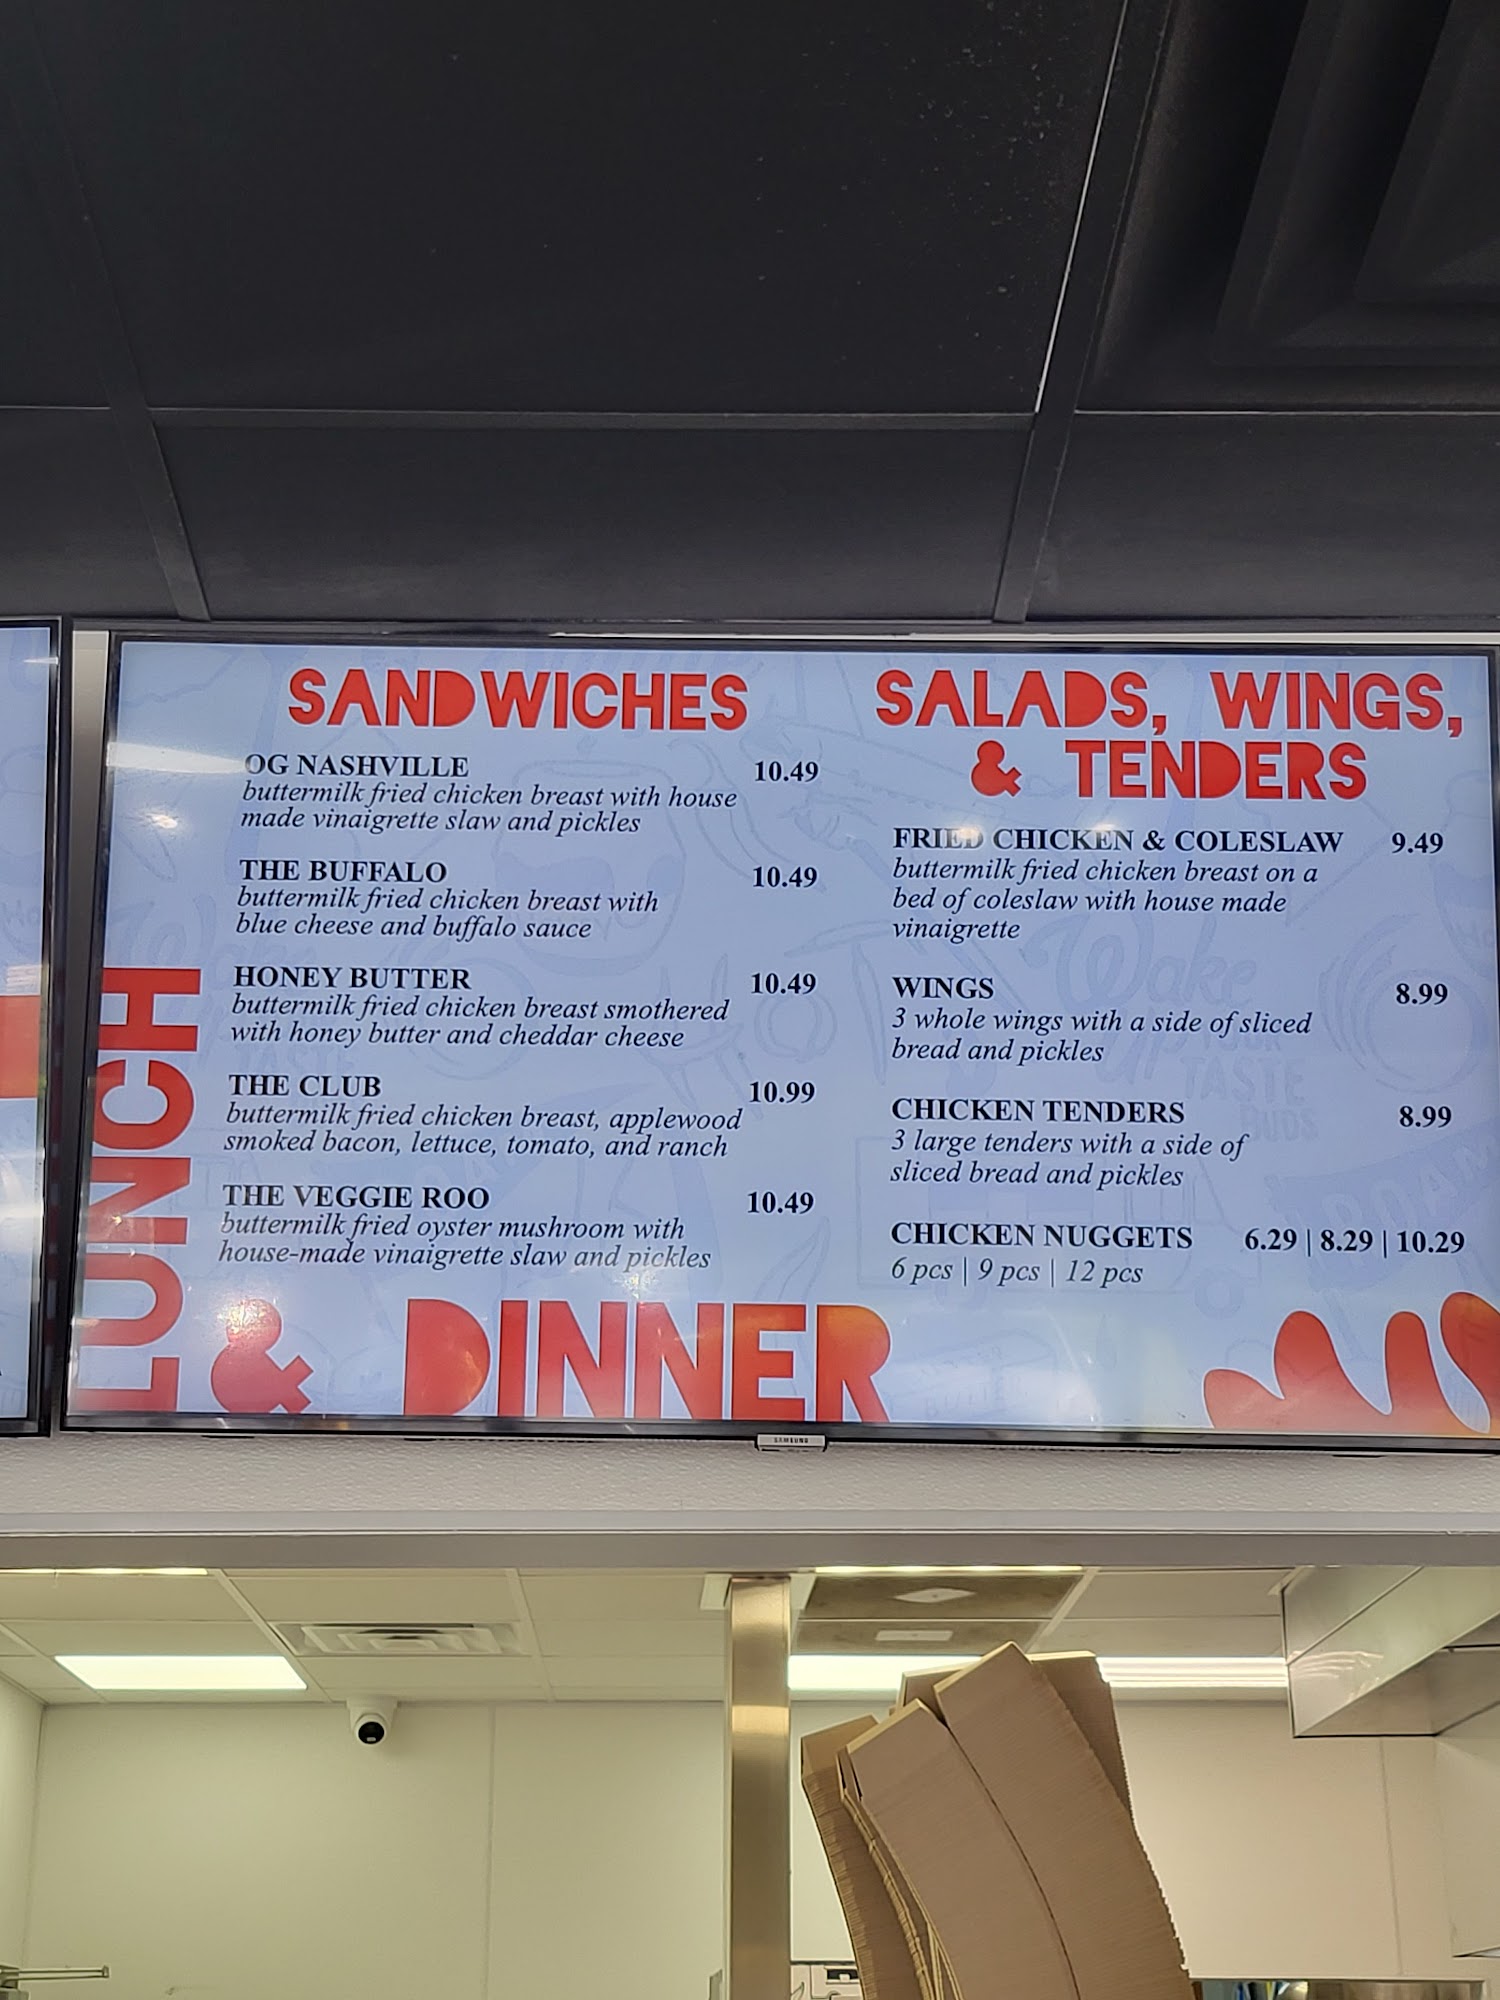 SANDWICHES
OG NASHVILLE 10.49
buttermilk fried chicken breast with house
made vinaigrette slaw and pickles
THE BUFFALO 10.49
buttermilk fried chicken breast with
blue cheese and buffalo sauce
HONEY BUTTER 10.49
buttermilk fried chicken breast smothered
with honey butter and cheddar cheese
THE CLUB 10.99
buttermilk fried chicken breast, applewood
smoked bacon, lettuce, tomato, and ranch
THE VEGGIE ROO 10.49
buttermilk fried oyster mushroom with
house-made vinaigrette slaw and pickles
SALADS, WINGS,
& TENDERS
FRIED CHICKEN & COLESLAW 9.49
buttermilk fried chicken breast on a
bed of coleslaw with house made
vinaigrette
WINGS 8.99
3 whole wings with a side of sliced
bread and pickles
CHICKEN TENDERS 8.99
3 large tenders with a side of
sliced bread and pickles
CHICKEN NUGGETS 6.29 | 8.29 | 10.29
6 pcs | 9 pcs | 12 pcs
LUNCH
& DINNER
Wake
Up YOUR
TASTE
BUDS
SAMSUNG